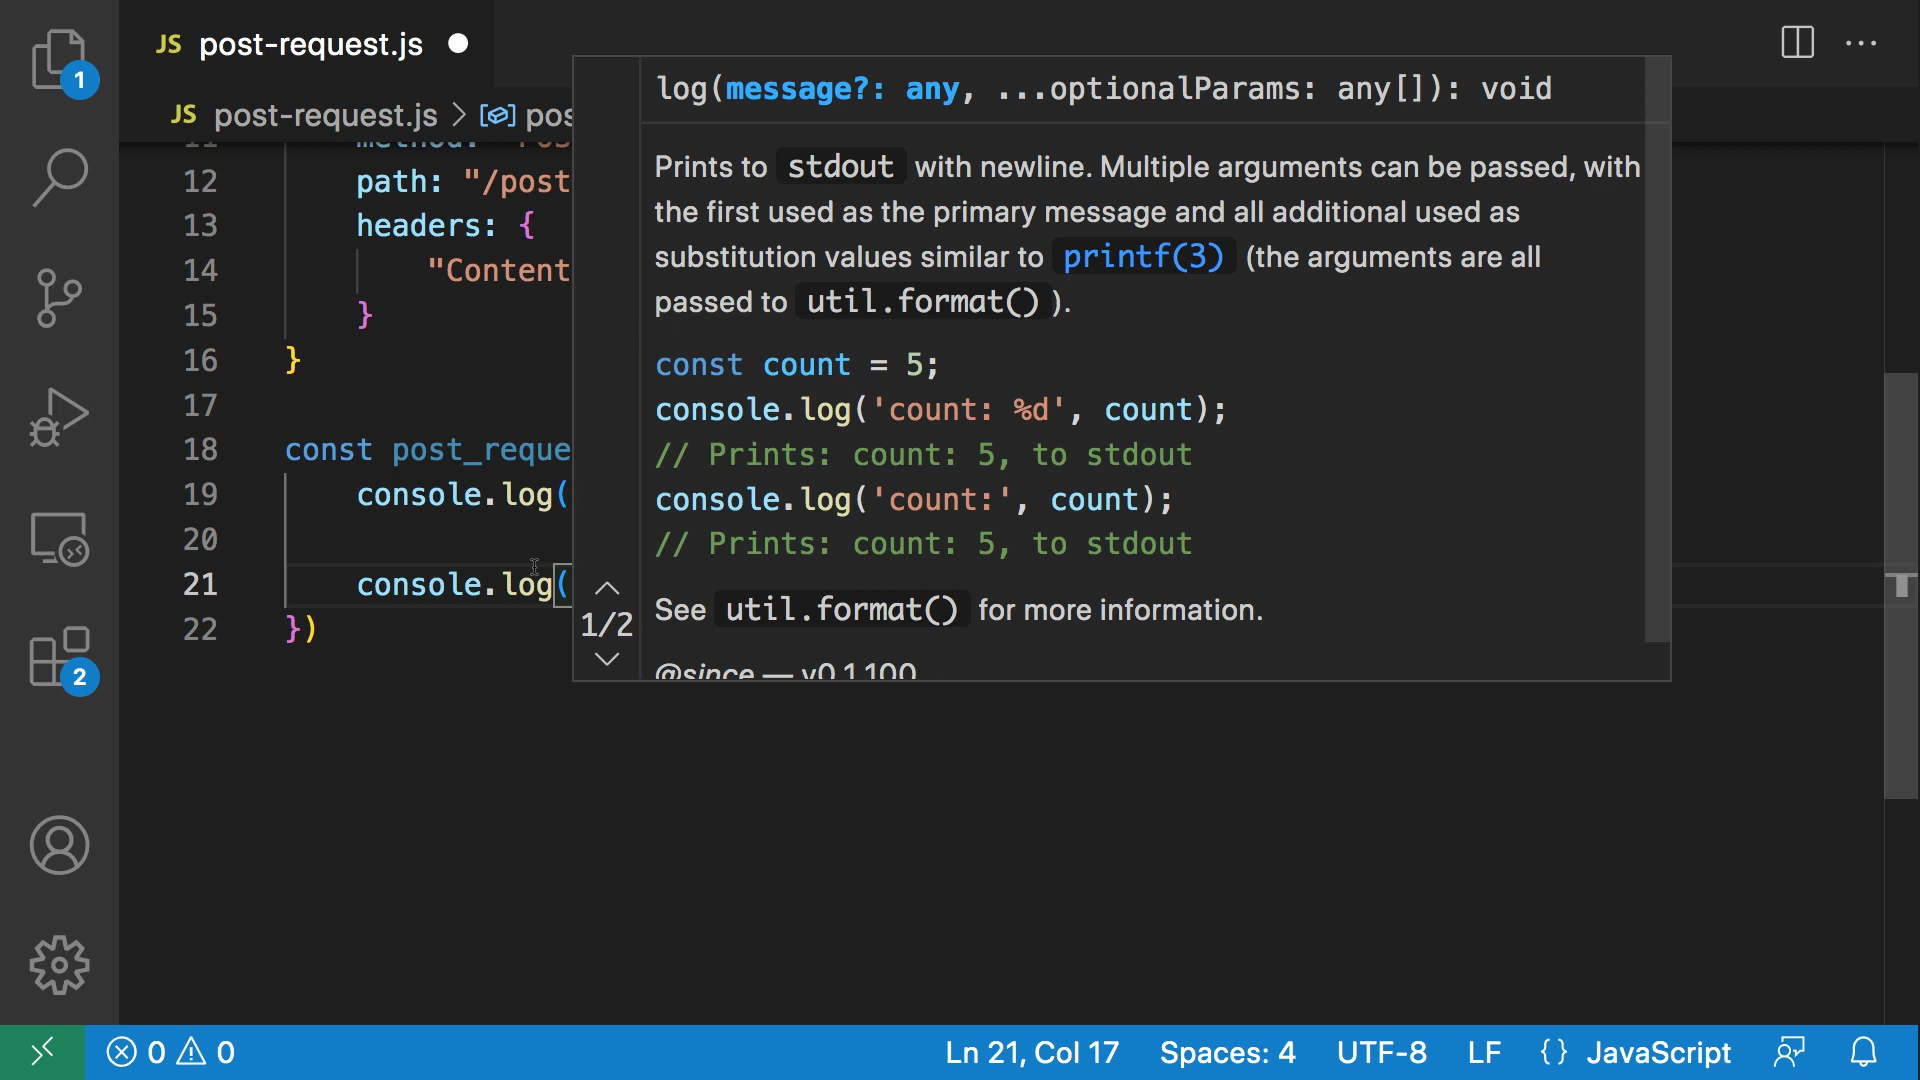 JS post-request.js
JS post-request.js > pos
log(message?: any, ...optionalParams: any[]): void
Prints to stdout with newline. Multiple arguments can be passed, with
the first used as the primary message and all additional used as
substitution values similar to printf(3) (the arguments are all
passed to util.format() ).
const count = 5;
console.log('count: %d', count);
// Prints: count: 5, to stdout
console.log('count:', count);
// Prints: count: 5, to stdout
See util.format() for more information.
@since — v0.1.100
1/2
11 method:
12 path: "/post
13 headers: {
14 "Content
15 }
16 }
17
18 const post_reque
19 console.log(
20
21 console.log(
22 })
1
2
0 0
Ln 21, Col 17 Spaces: 4 UTF-8 LF {} JavaScript